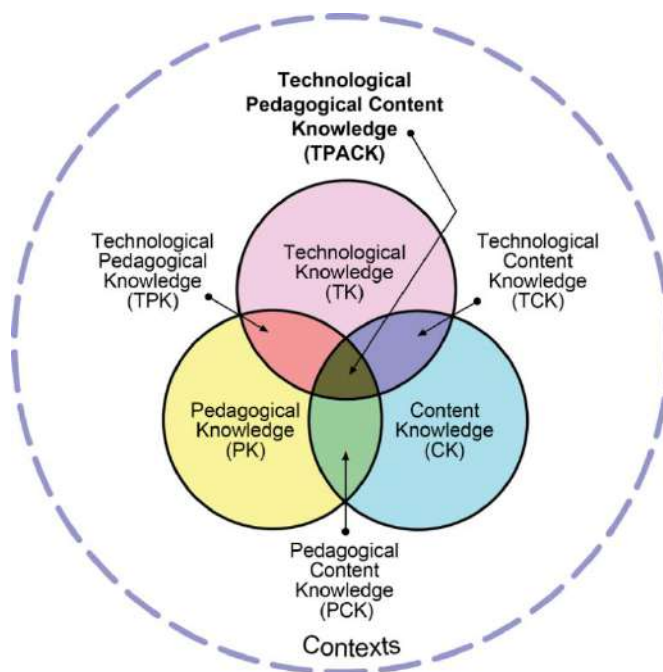 Technological
Pedagogical Content
Knowledge
(TPACK)
Technological
Pedagogical
Knowledge
(TPK)
Technological
Knowledge
(TK)
Technological
Content
Knowledge
(TCK)
Pedagogical
Knowledge
(PK)
Content
Knowledge
(CK)
Pedagogical
Content
Knowledge
(PCK)
Contexts